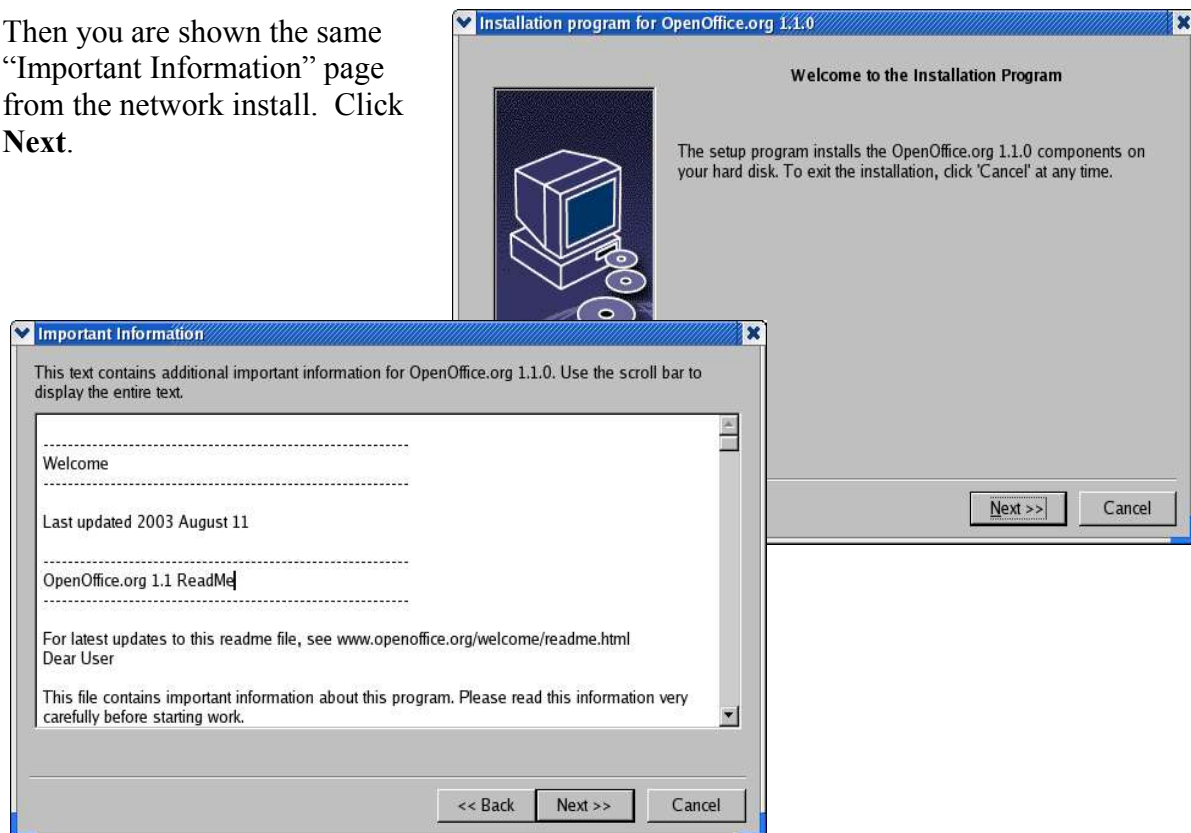 Then you are shown the same
“Important Information” page
from the network install.  Click
Next.
Installation program for OpenOffice.org 1.1.0
Welcome to the Installation Program
The setup program installs the OpenOffice.org 1.1.0 components on
your hard disk. To exit the installation, click 'Cancel' at any time.
Next >>
Cancel
Important Information
This text contains additional important information for OpenOffice.org 1.1.0. Use the scroll bar to
display the entire text.
------------------------------------------------------------
Welcome
------------------------------------------------------------
Last updated 2003 August 11
------------------------------------------------------------
OpenOffice.org 1.1 ReadMe
------------------------------------------------------------
For latest updates to this readme file, see www.openoffice.org/welcome/readme.html
Dear User
This file contains important information about this program. Please read this information very
carefully before starting work.
<< Back
Next >>
Cancel